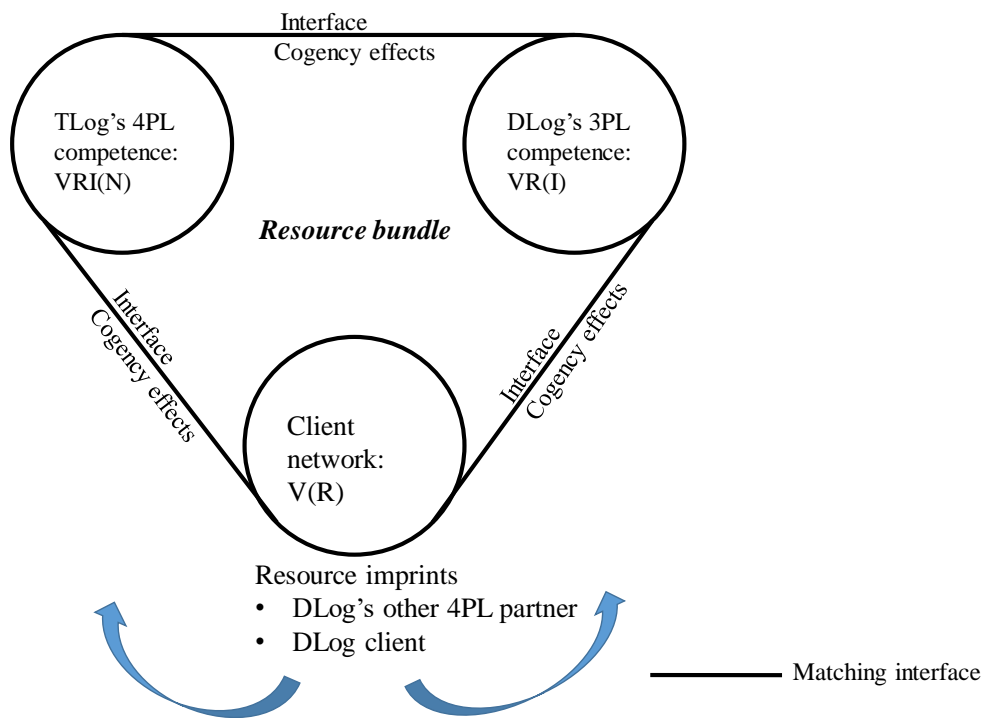 Interface
Cogency effects
TLog's 4PL
competence:
VRI(N)
DLog's 3PL
competence:
VR(I)
Resource bundle
Interface
Cogency effects
Interface
Cogency effects
Client
network:
V(R)
Resource imprints
• DLog's other 4PL partner
• DLog client
Matching interface